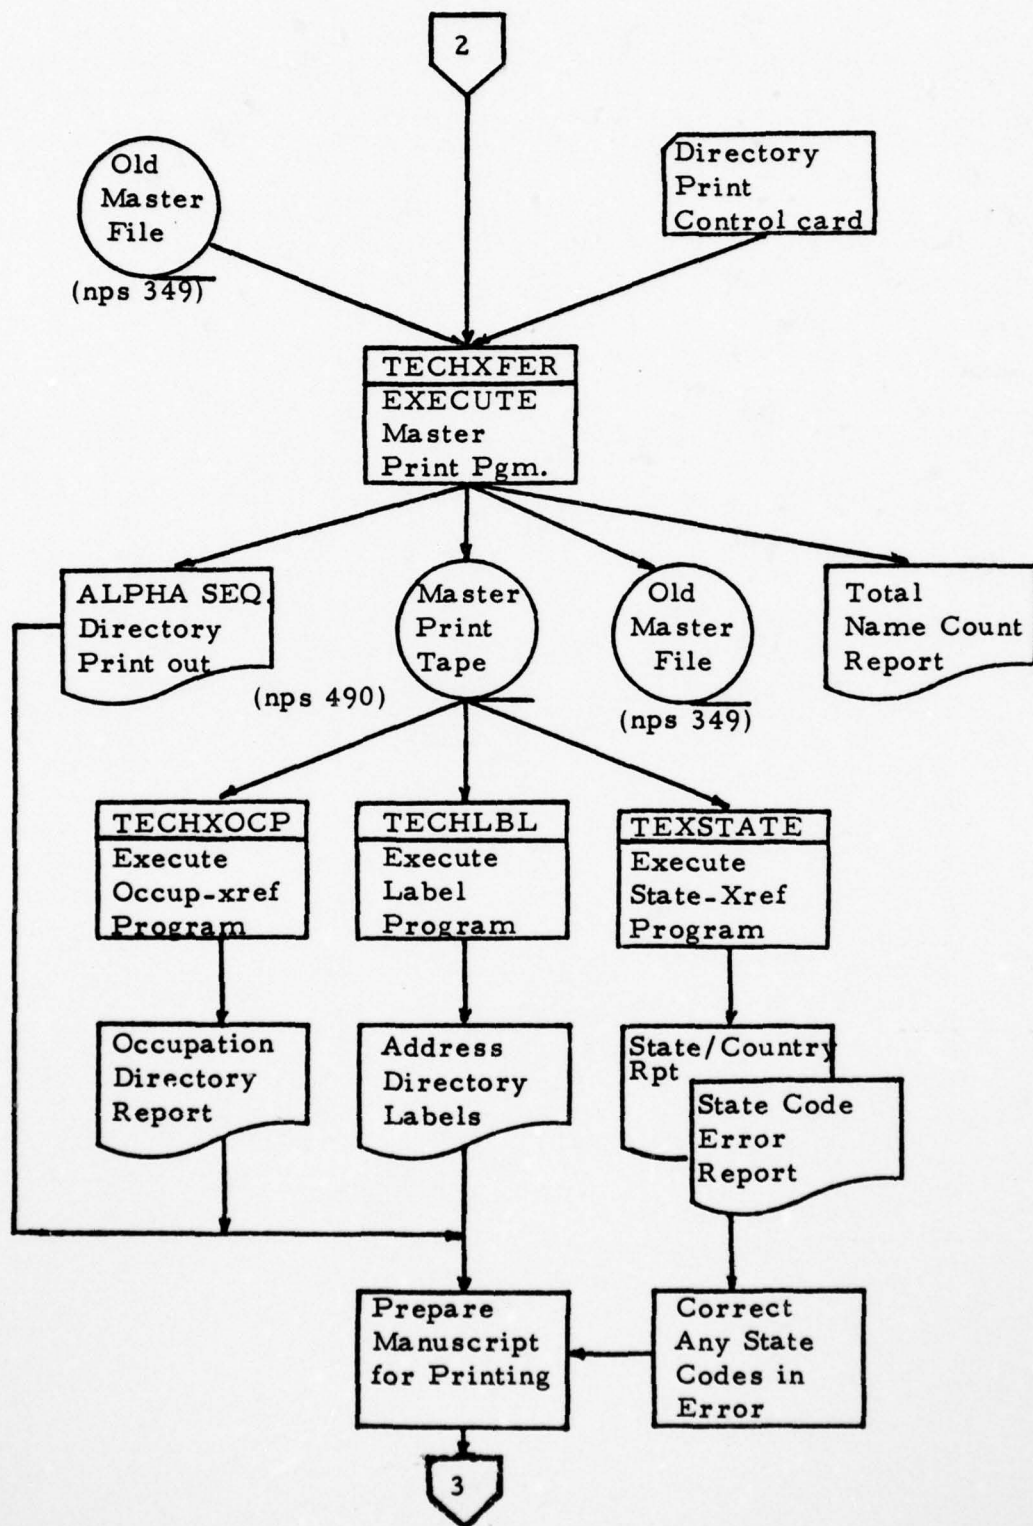 2
Old
Master
File
(nps 349)
Directory
Print
Control card
TECHXFER
EXECUTE
Master
Print Pgm.
ALPHA SEQ.
Directory
Print out
Master
Print
Tape
(nps 490)
Old
Master
File
(nps 349)
Total
Name Count
Report
TECHXOCP
Execute
Occup-xref
Program
TECHLBL
Execute
Label
Program
TEXSTATE
Execute
State-Xref
Program
Occupation
Directory
Report
Address
Directory
Labels
State/Country
Rpt
State Code
Error
Report
Prepare
Manuscript
for Printing
Correct
Any State
Codes in
Error
3